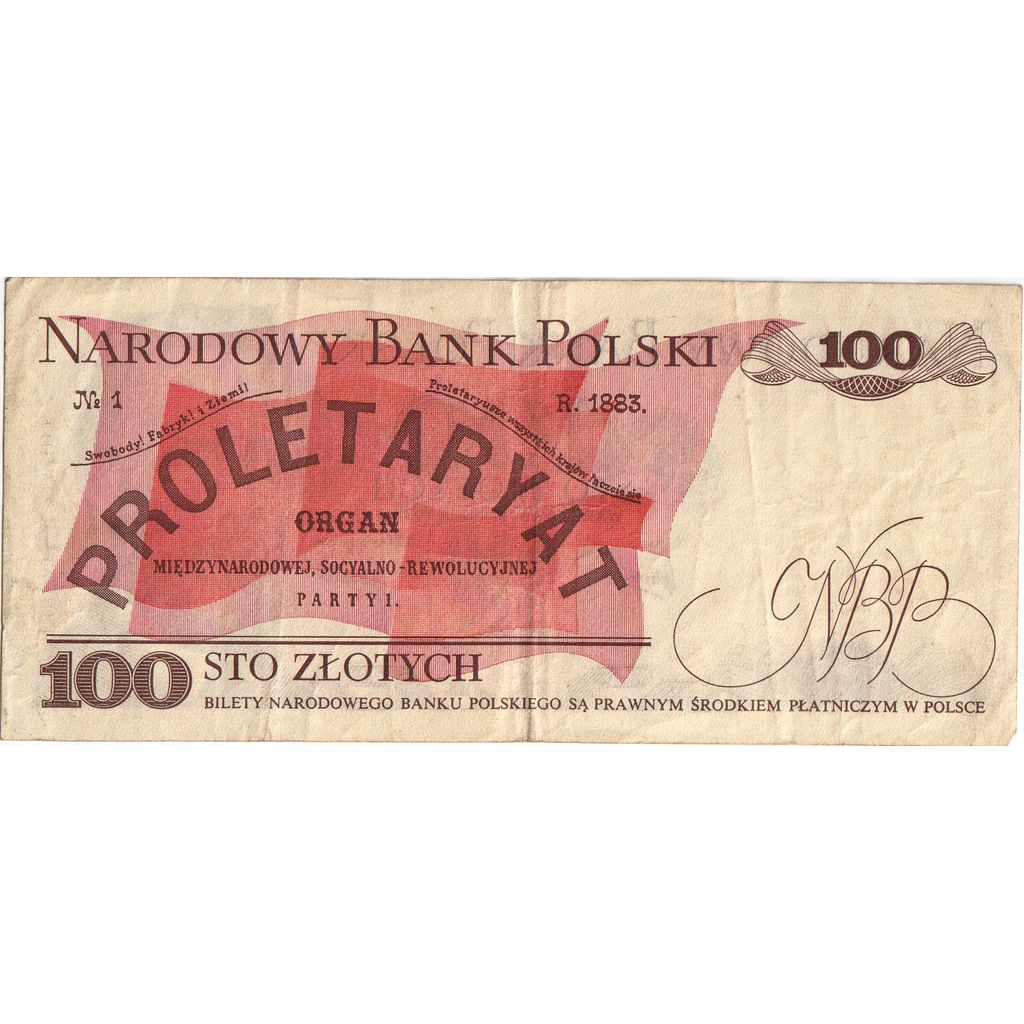 NARODOWY BANK POLSKI 100
№ 1 R. 1883.
Swobody! Fabryk! i Ziemi!
Proletaryusze wszystkich krajów łączcie się
PROLETARYAT
ORGAN
MIĘDZYNARODOWEJ, SOCYALNO-REWOLUCYJNEJ
PARTYI.
NBP
100 STO ZŁOTYCH
BILETY NARODOWEGO BANKU POLSKIEGO SĄ PRAWNYM ŚRODKIEM PŁATNICZYM W POLSCE